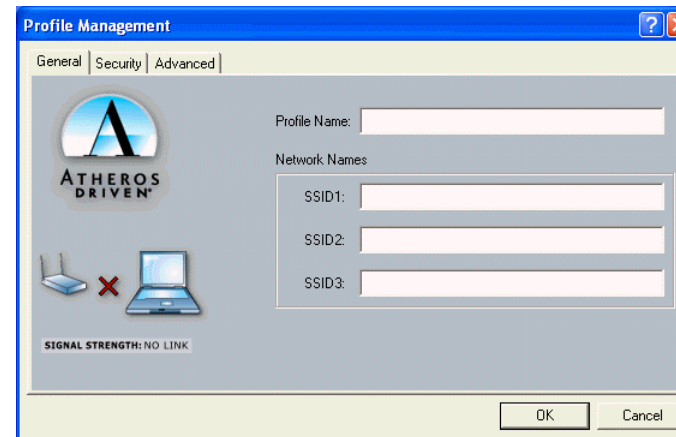 Profile Management
General Security Advanced
ATHEROS
DRIVEN
Profile Name:
Network Names
SSID1:
SSID2:
SSID3:
SIGNAL STRENGTH: NO LINK
OK Cancel